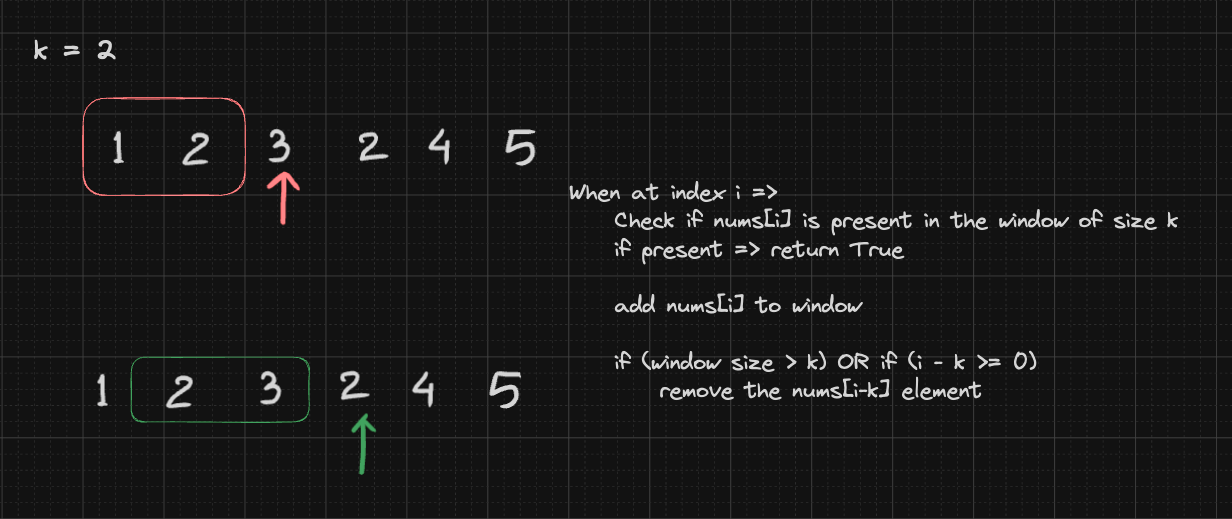 k = 2
1 2 3 2 4 5
When at index i =>
Check if nums[i] is present in the window of size k
if present => return True
add nums[i] to window
if (window size > k) OR if (i - k >= 0)
remove the nums[i-k] element
1 2 3 2 4 5